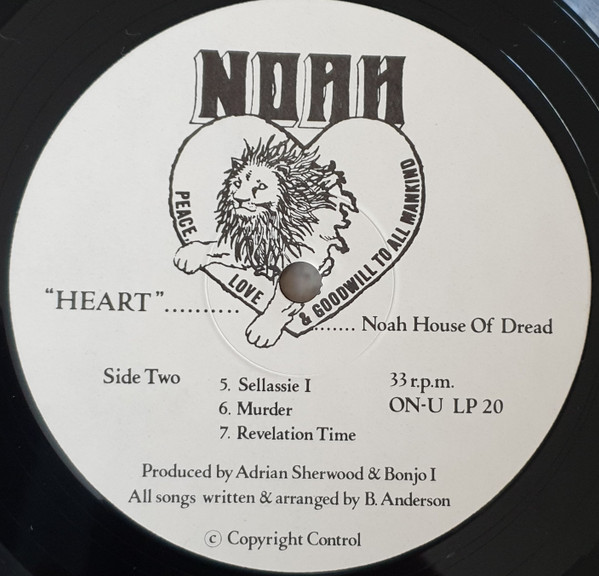 NOAH
PEACE, LOVE & GOODWILL TO ALL MANKIND
"HEART".......... ....... Noah House Of Dread
Side Two
5. Sellassie I
6. Murder
7. Revelation Time
33 r.p.m.
ON-U LP 20
Produced by Adrian Sherwood & Bonjo I
All songs written & arranged by B. Anderson
© Copyright Control